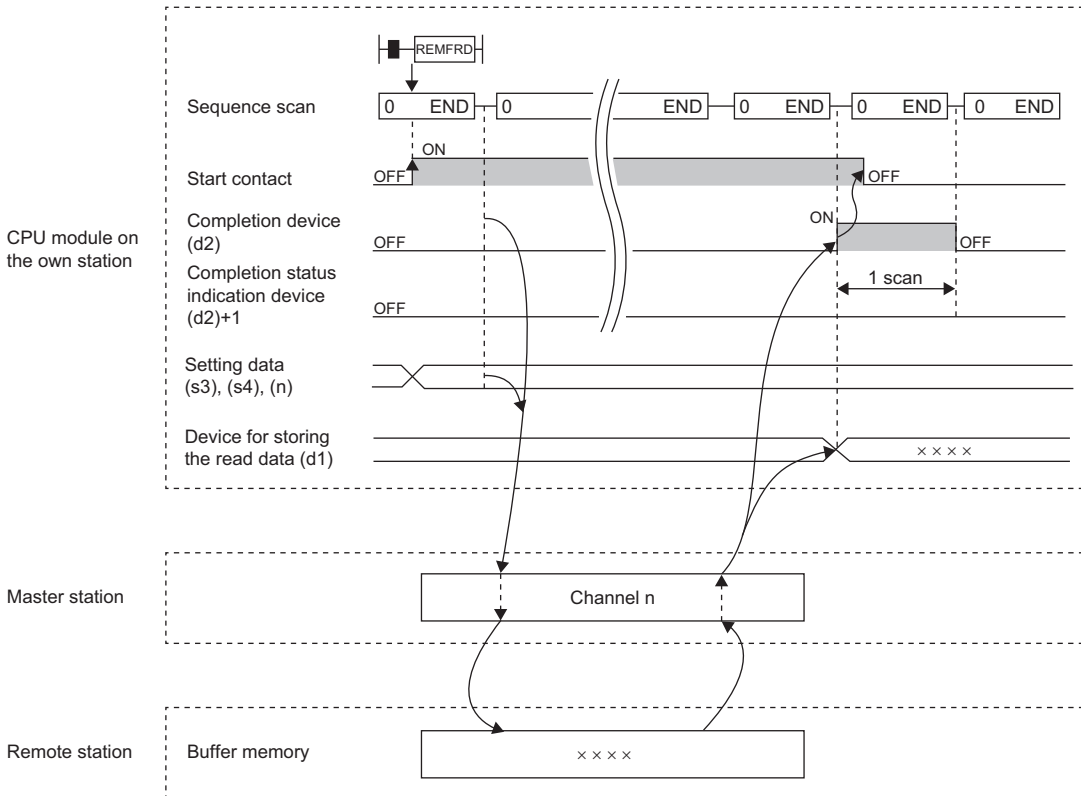 REMFRD
Sequence scan
0 END 0 END 0 END 0 END 0 END
ON
Start contact
OFF
OFF
CPU module on
the own station
Completion device
(d2)
OFF
ON
OFF
Completion status
indication device
(d2)+1
OFF
1 scan
Setting data
(s3), (s4), (n)
Device for storing
the read data (d1)
××××
Master station
Channel n
Remote station
Buffer memory
××××